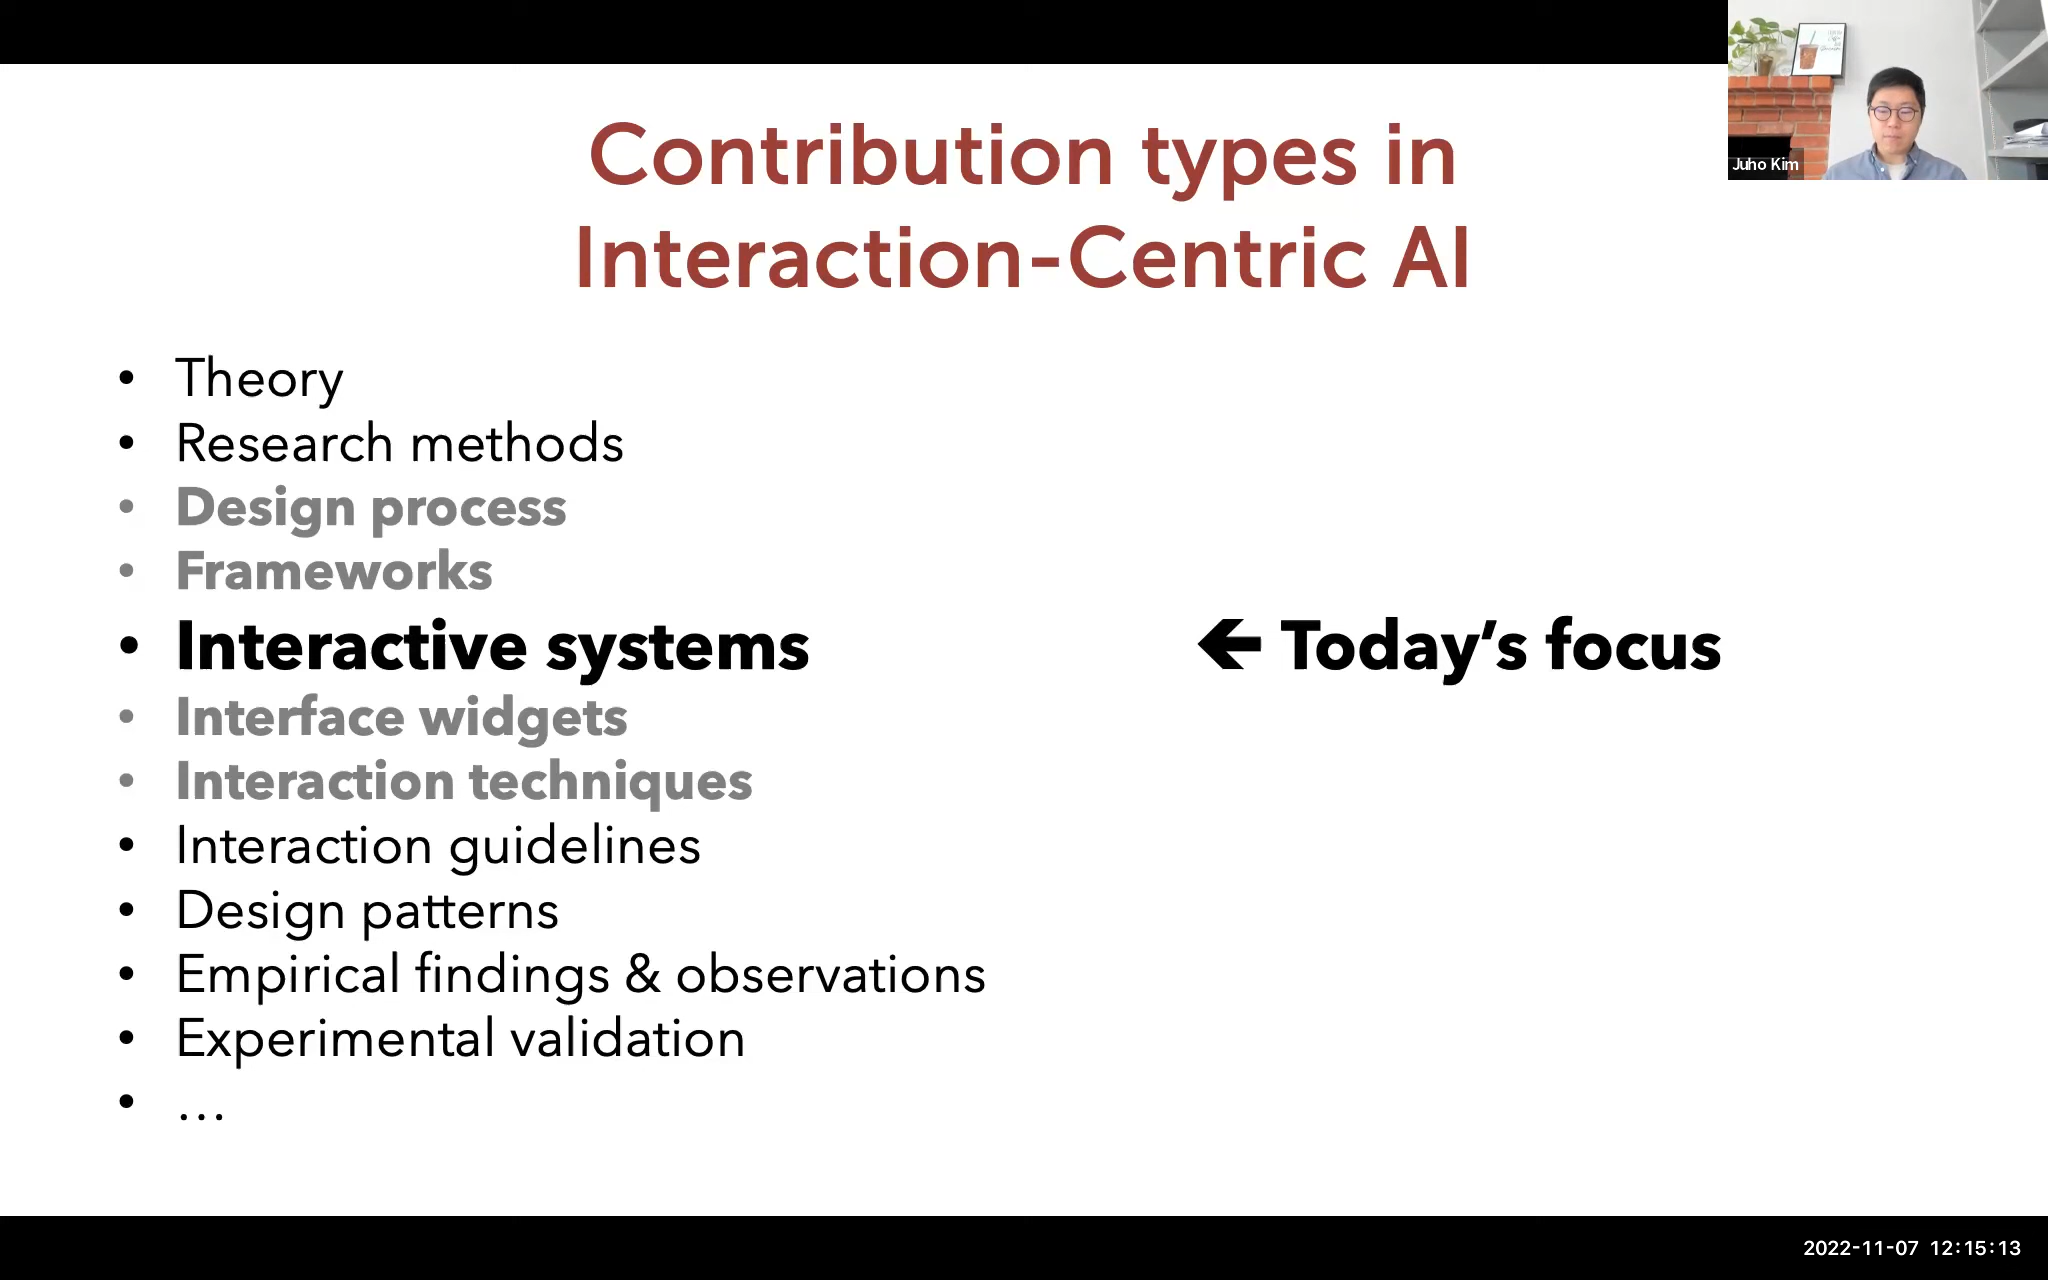 Contribution types in
Interaction-Centric AI
Juho Kim
• Theory
• Research methods
• Design process
• Frameworks
• Interactive systems
← Today’s focus
• Interface widgets
• Interaction techniques
• Interaction guidelines
• Design patterns
• Empirical findings & observations
• Experimental validation
• …
2022-11-07 12:15:13